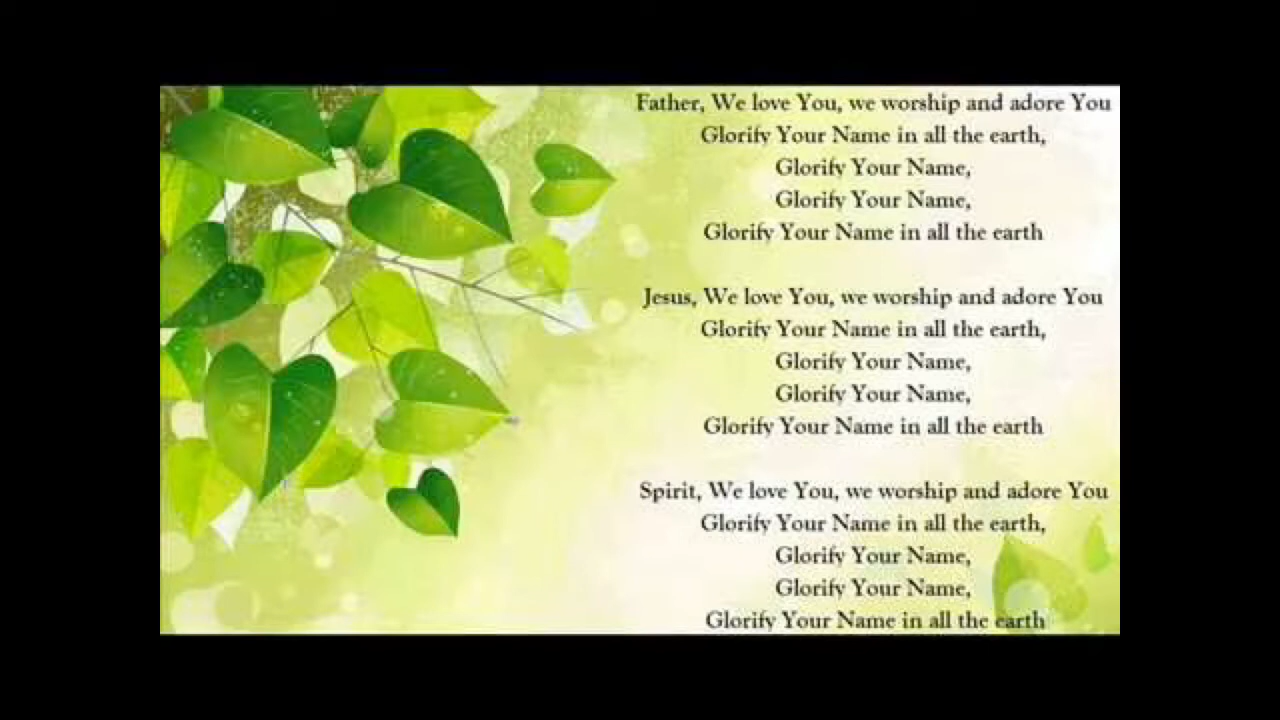 Father, We love You, we worship and adore You
Glorify Your Name in all the earth,
Glorify Your Name,
Glorify Your Name,
Glorify Your Name in all the earth
Jesus, We love You, we worship and adore You
Glorify Your Name in all the earth,
Glorify Your Name,
Glorify Your Name,
Glorify Your Name in all the earth
Spirit, We love You, we worship and adore You
Glorify Your Name in all the earth,
Glorify Your Name,
Glorify Your Name,
Glorify Your Name in all the earth